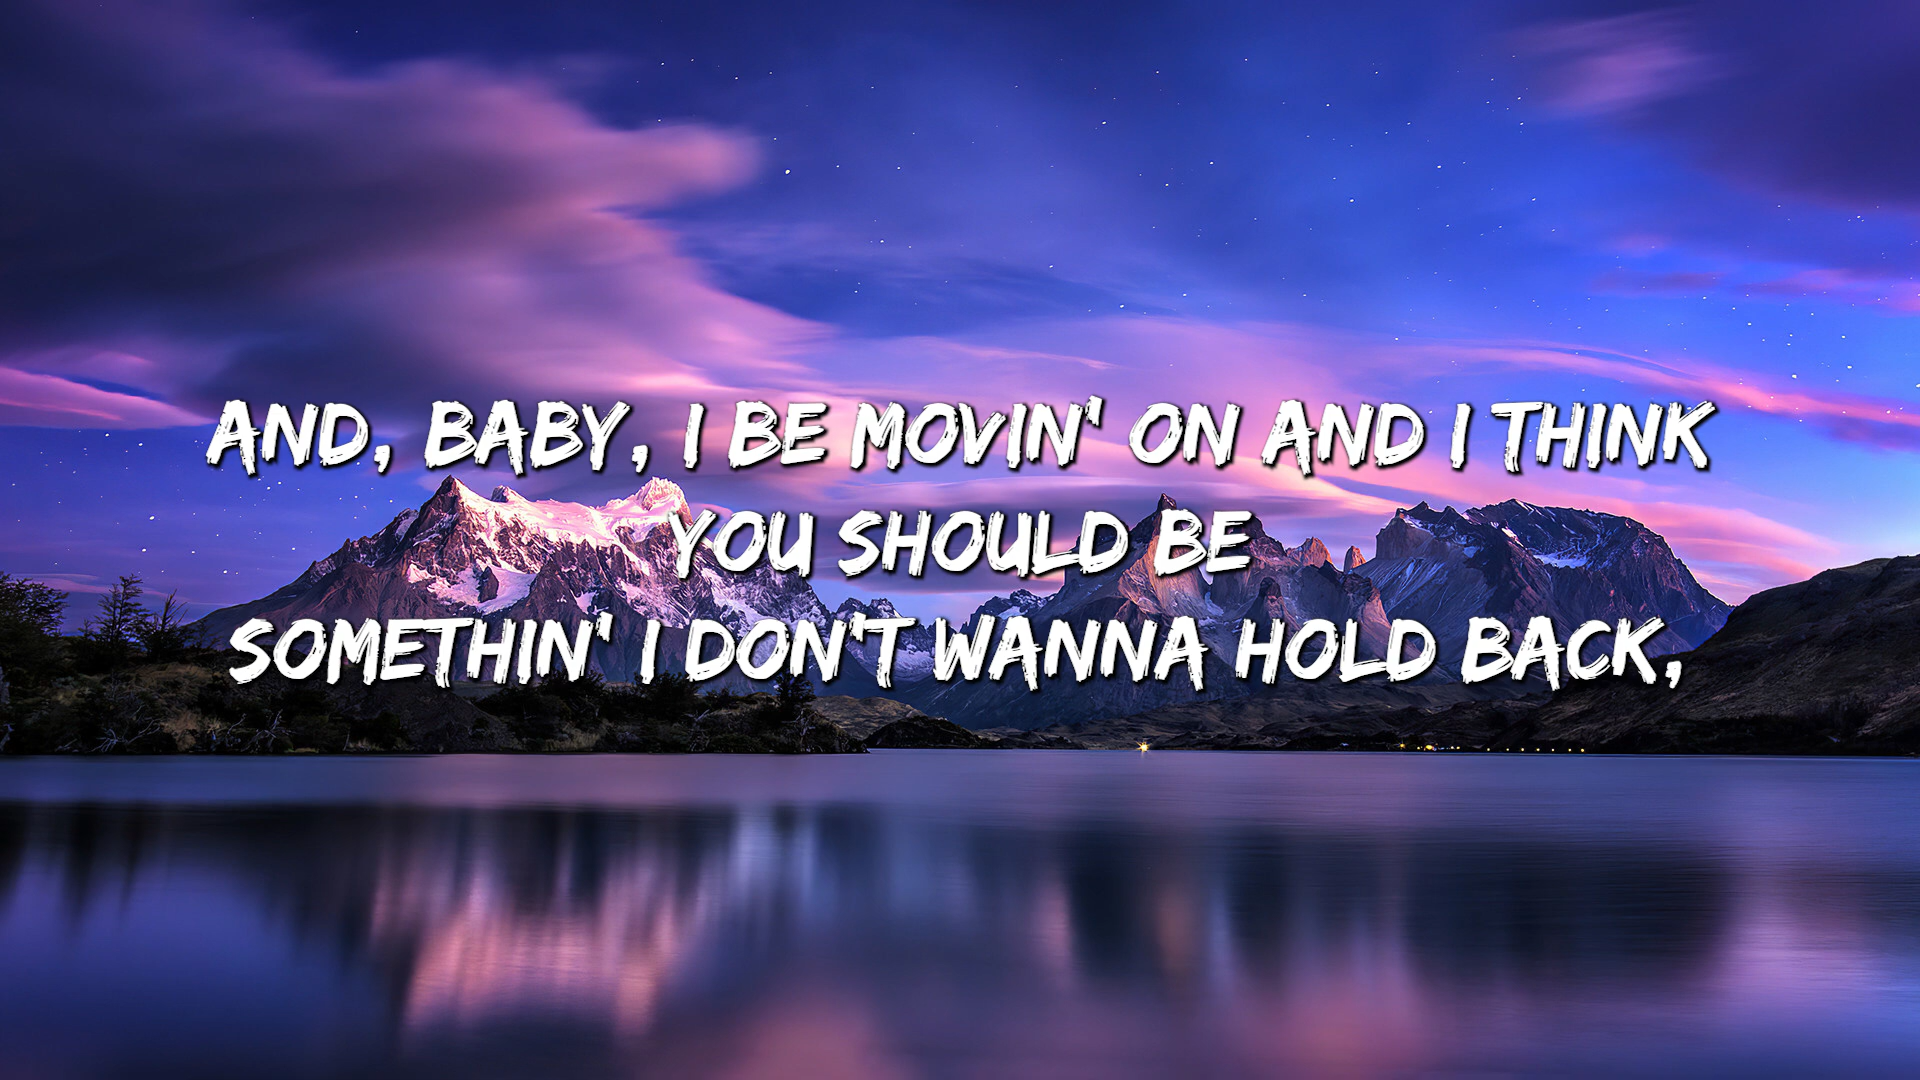 AND, BABY, I BE MOVIN' ON AND I THINK
YOU SHOULD BE
SOMETHIN' I DON'T WANNA HOLD BACK,